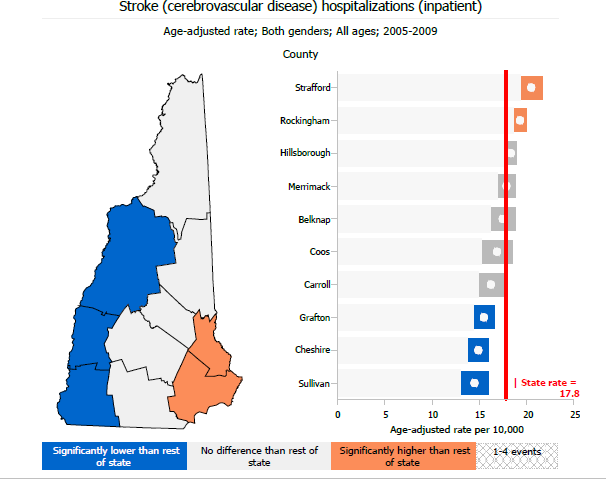 Stroke (cerebrovascular disease) hospitalizations (inpatient)
Age-adjusted rate; Both genders; All ages; 2005-2009
County
Strafford
Rockingham
Hillsborough
Merrimack
Belknap
Coos
Carroll
Grafton
Cheshire
Sullivan
| State rate =
17.8
0 5 10 15 20 25
Age-adjusted rate per 10,000
Significantly lower than rest
of state
No difference than rest of
state
Significantly higher than rest
of state
1-4 events